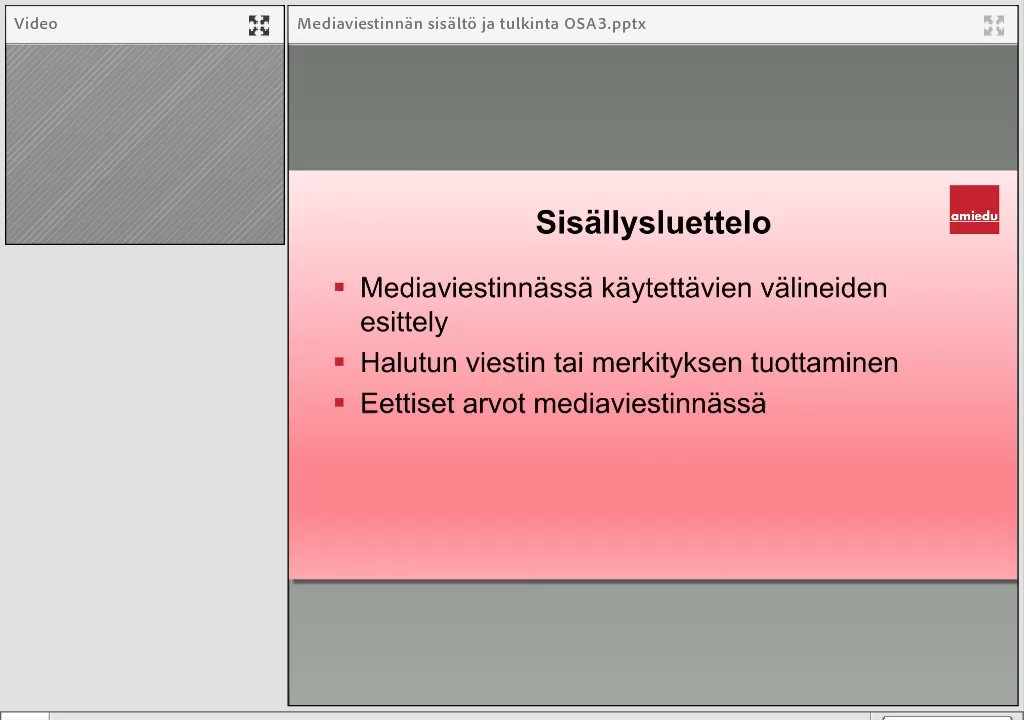 Video
Mediaviestinnän sisältö ja tulkinta OSA3.pptx
amiedu
Sisällysluettelo
Mediaviestinnässä käytettävien välineiden
esittely
Halutun viestin tai merkityksen tuottaminen
Eettiset arvot mediaviestinnässä